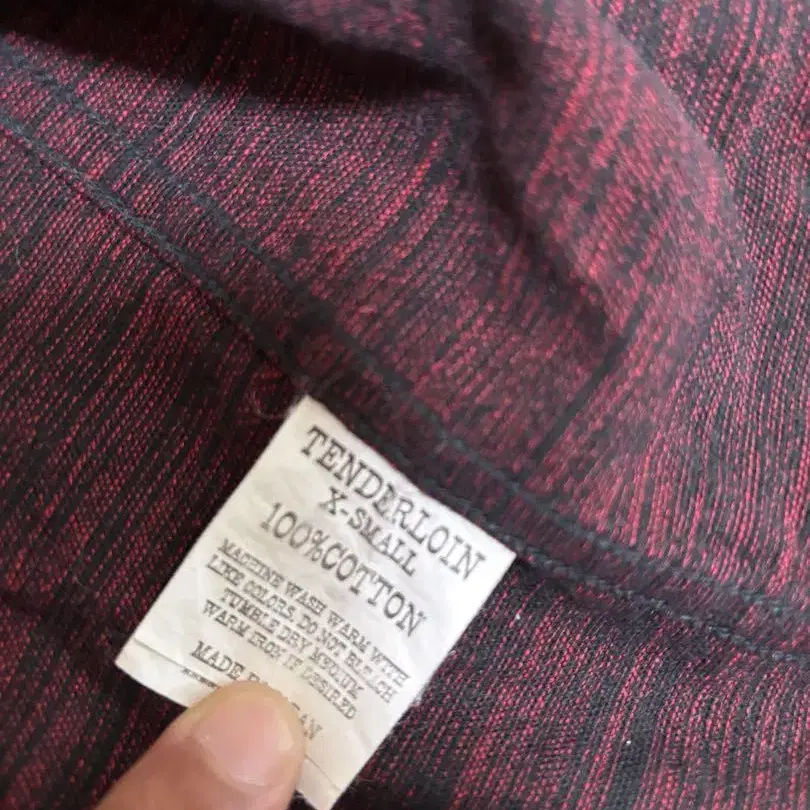 TENDERLOIN
X-SMALL
100%COTTON
MACHINE WASH WARM WITH
LIKE COLORS. DO NOT BLEACH
TUMBLE DRY MEDIUM
WARM IRON IF DESIRED
MADE